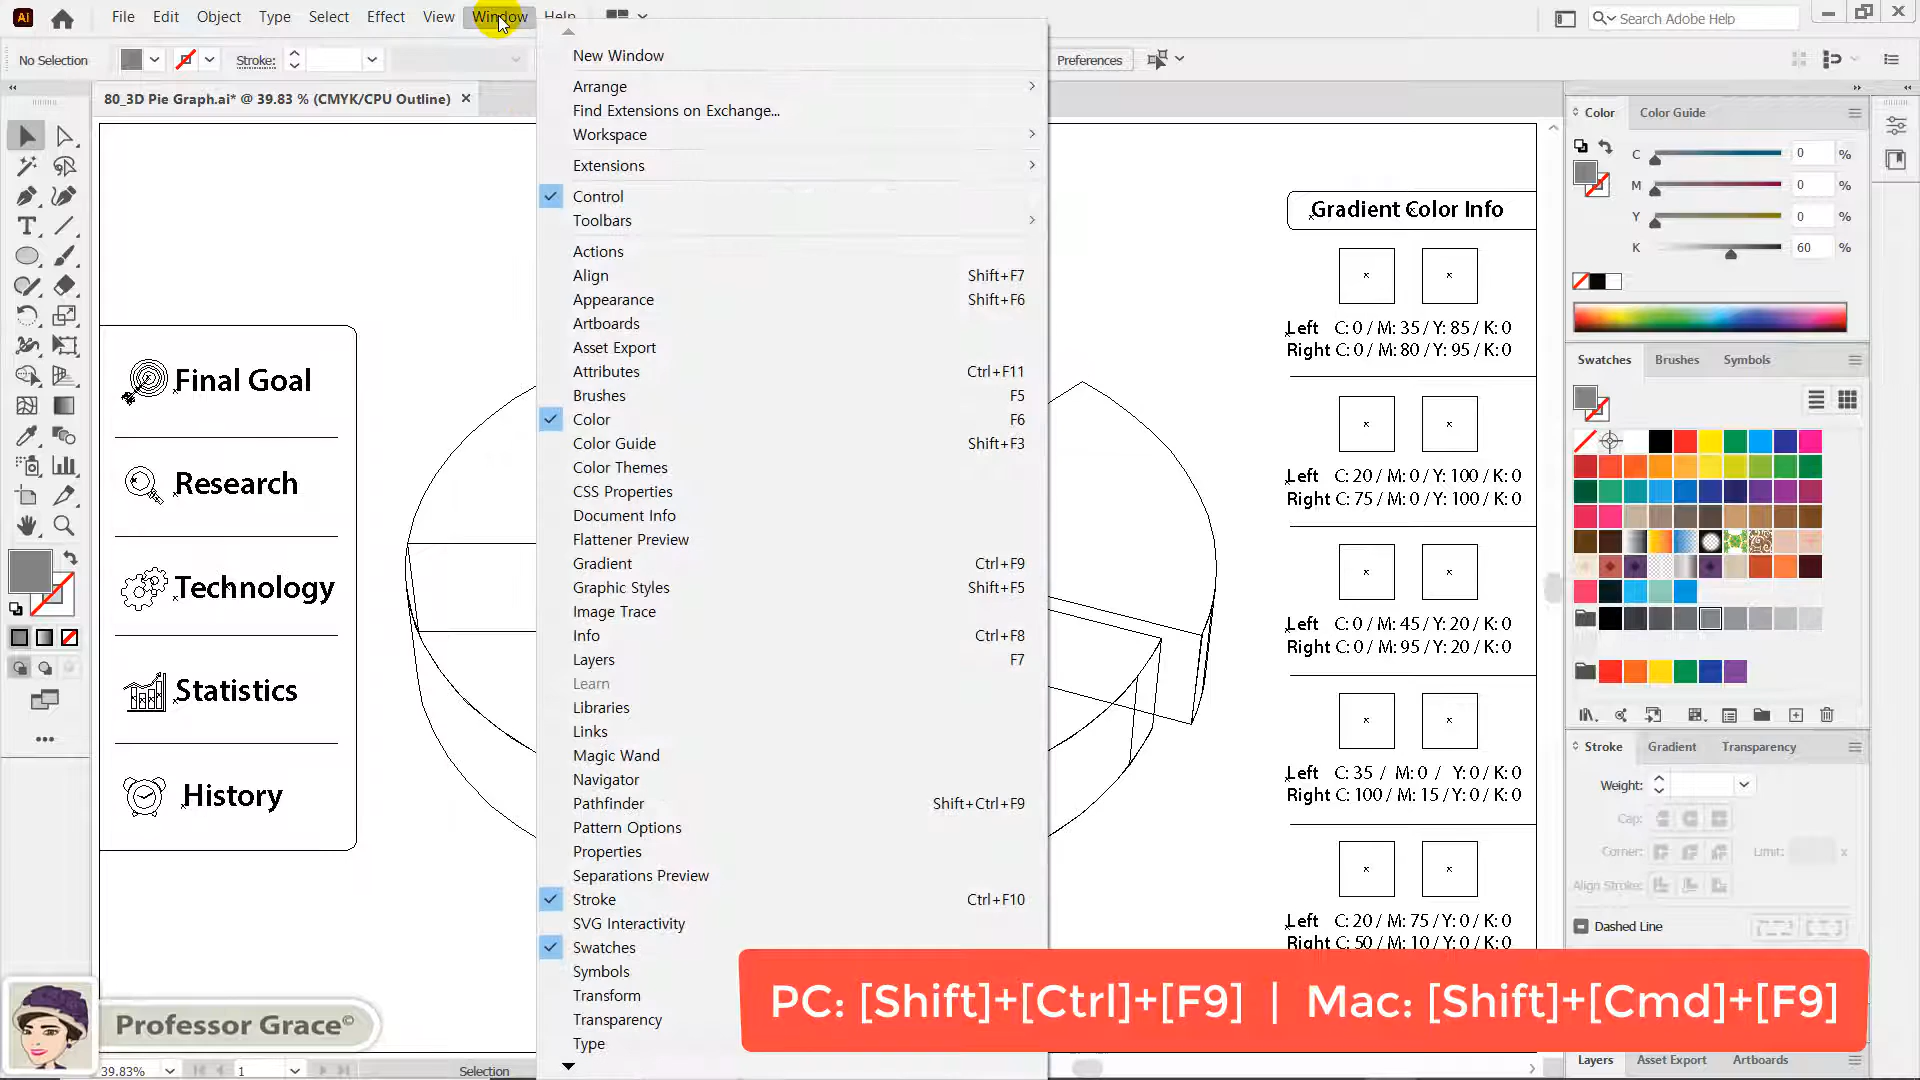 Ai File Edit Object Type Select Effect View Window Help Search Adobe Help
No Selection Stroke: Preferences
80_3D Pie Graph.ai* @ 39.83 % (CMYK/CPU Outline) ×
New Window
Arrange
Find Extensions on Exchange...
Workspace
Extensions
Control
Toolbars
Actions
Align Shift+F7
Appearance Shift+F6
Artboards
Asset Export
Attributes Ctrl+F11
Brushes F5
Color F6
Color Guide Shift+F3
Color Themes
CSS Properties
Document Info
Flattener Preview
Gradient Ctrl+F9
Graphic Styles Shift+F5
Image Trace
Info Ctrl+F8
Layers F7
Learn
Libraries
Links
Magic Wand
Navigator
Pathfinder Shift+Ctrl+F9
Pattern Options
Properties
Separations Preview
Stroke Ctrl+F10
SVG Interactivity
Swatches
Symbols
Transform
Transparency
Type
Final Goal
Research
Technology
Statistics
History
Gradient Color Info
Left C: 0 / M: 35 / Y: 85 / K: 0
Right C: 0 / M: 80 / Y: 95 / K: 0
Left C: 20 / M: 0 / Y: 100 / K: 0
Right C: 75 / M: 0 / Y: 100 / K: 0
Left C: 0 / M: 45 / Y: 20 / K: 0
Right C: 0 / M: 95 / Y: 20 / K: 0
Left C: 35 / M: 0 / Y: 0 / K: 0
Right C: 100 / M: 15 / Y: 0 / K: 0
Left C: 20 / M: 75 / Y: 0 / K: 0
Right C: 50 / M: 10 / Y: 0 / K: 0
Color Color Guide
C 0 %
M 0 %
Y 0 %
K 60 %
Swatches Brushes Symbols
Stroke Gradient Transparency
Weight:
Cap:
Corner: Limit: x
Align Stroke:
Dashed Line
PC: [Shift]+[Ctrl]+[F9] | Mac: [Shift]+[Cmd]+[F9]
Professor Grace©
Layers Asset Export Artboards
39.83% 1 Selection